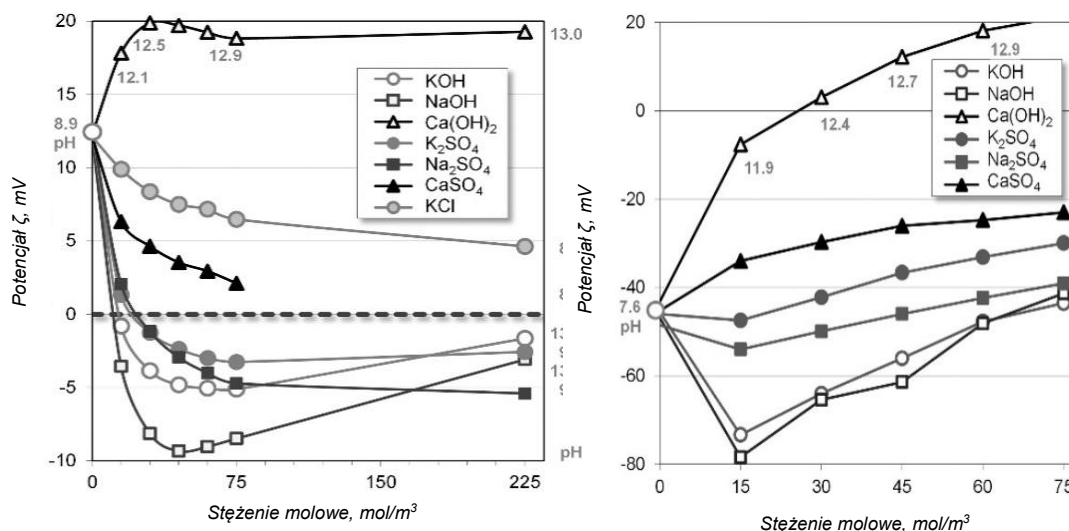 20
15
10
5
0
-5
-10
Potencjał ζ, mV
8.9
pH
12.1
12.5
12.9
13.0
KOH
NaOH
Ca(OH)₂
K₂SO₄
Na₂SO₄
CaSO₄
KCl
pH
0
75
150
225
Stężenie molowe, mol/m³
20
0
-20
-40
-60
-80
Potencjał ζ, mV
7.6
pH
11.9
12.4
12.7
12.9
KOH
NaOH
Ca(OH)₂
K₂SO₄
Na₂SO₄
CaSO₄
0
15
30
45
60
75
Stężenie molowe, mol/m³